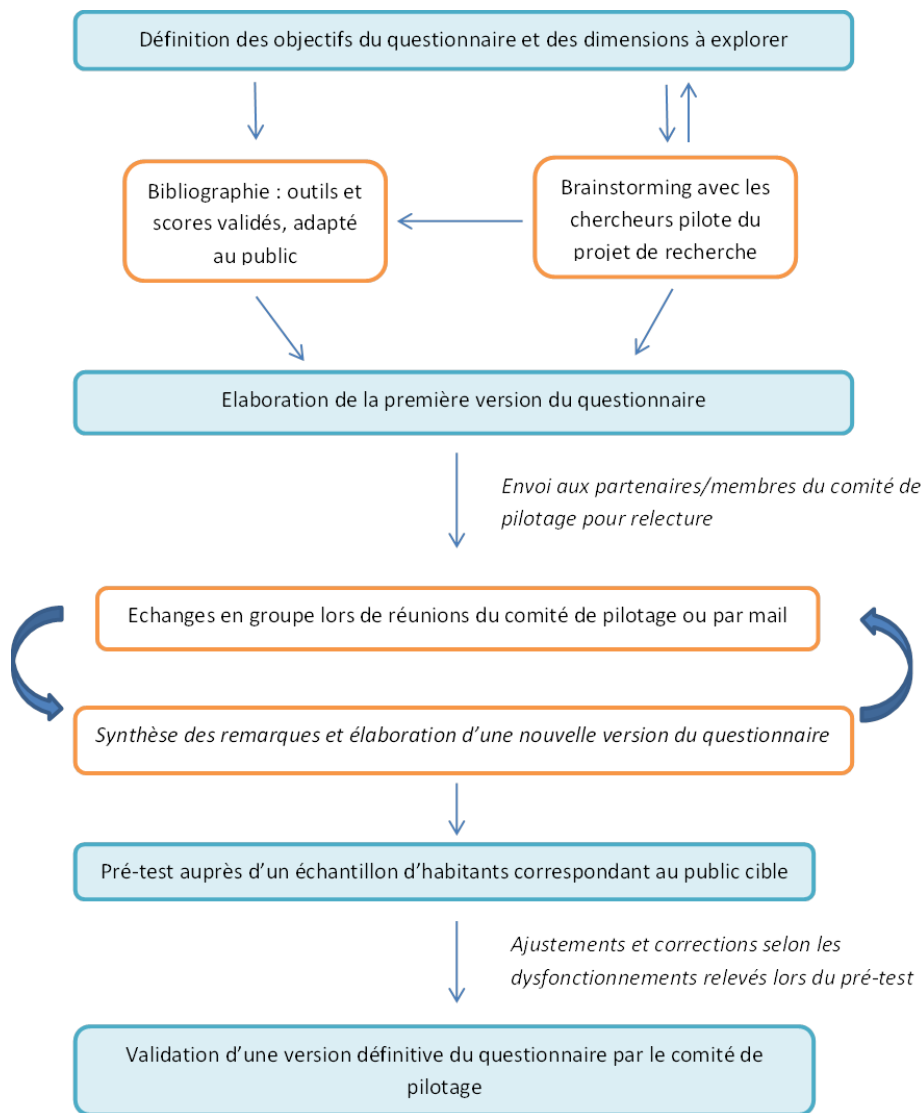 Définition des objectifs du questionnaire et des dimensions à explorer
Bibliographie : outils et
scores validés, adapté
au public
Brainstorming avec les
chercheurs pilote du
projet de recherche
Elaboration de la première version du questionnaire
Envoi aux partenaires/membres du comité de
pilotage pour relecture
Echanges en groupe lors de réunions du comité de pilotage ou par mail
Synthèse des remarques et élaboration d’une nouvelle version du questionnaire
Pré-test auprès d’un échantillon d’habitants correspondant au public cible
Ajustements et corrections selon les
dysfonctionnements relevés lors du pré-test
Validation d’une version définitive du questionnaire par le comité de
pilotage